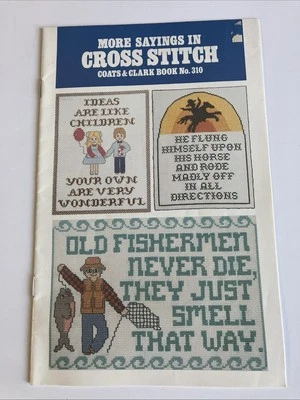 MORE SAYINGS IN
CROSS STITCH
COATS & CLARK BOOK No. 310
IDEAS
ARE LIKE
CHILDREN
YOUR OWN
ARE VERY
WONDERFUL
HE FLUNG
HIMSELF UPON
HIS HORSE
AND RODE
MADLY OFF
IN ALL
DIRECTIONS
OLD FISHERMEN
NEVER DIE,
THEY JUST
SMELL
THAT WAY.